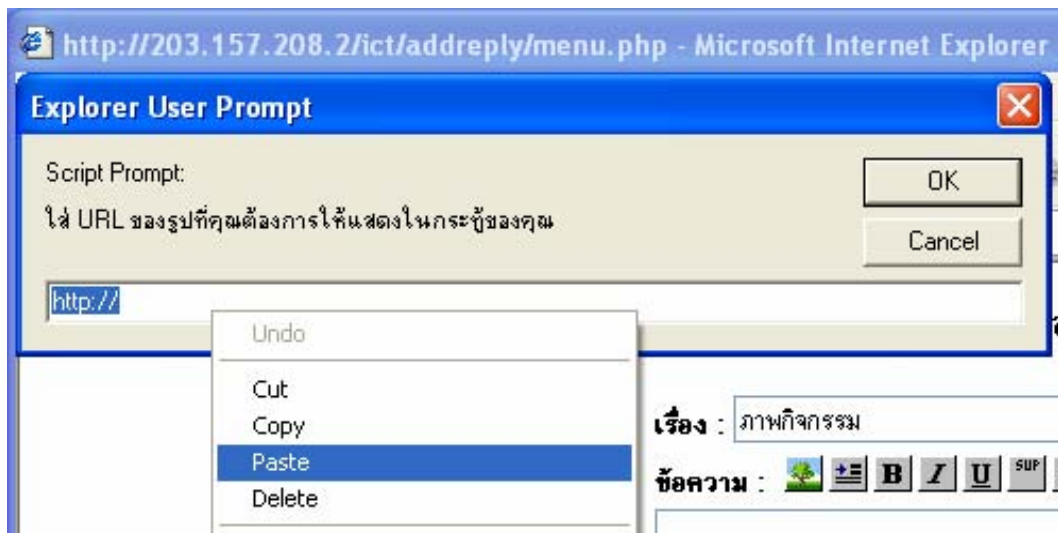 http://203.157.208.2/ict/addreply/menu.php - Microsoft Internet Explorer
Explorer User Prompt
Script Prompt:
OK
ใส่ URL ของรูปที่คุณต้องการให้แสดงในกระทู้ของคุณ
Cancel
http://
Undo
Cut
Copy
Paste
Delete
เรื่อง : ภาพกิจกรรม
ข้อความ : B I U SUP